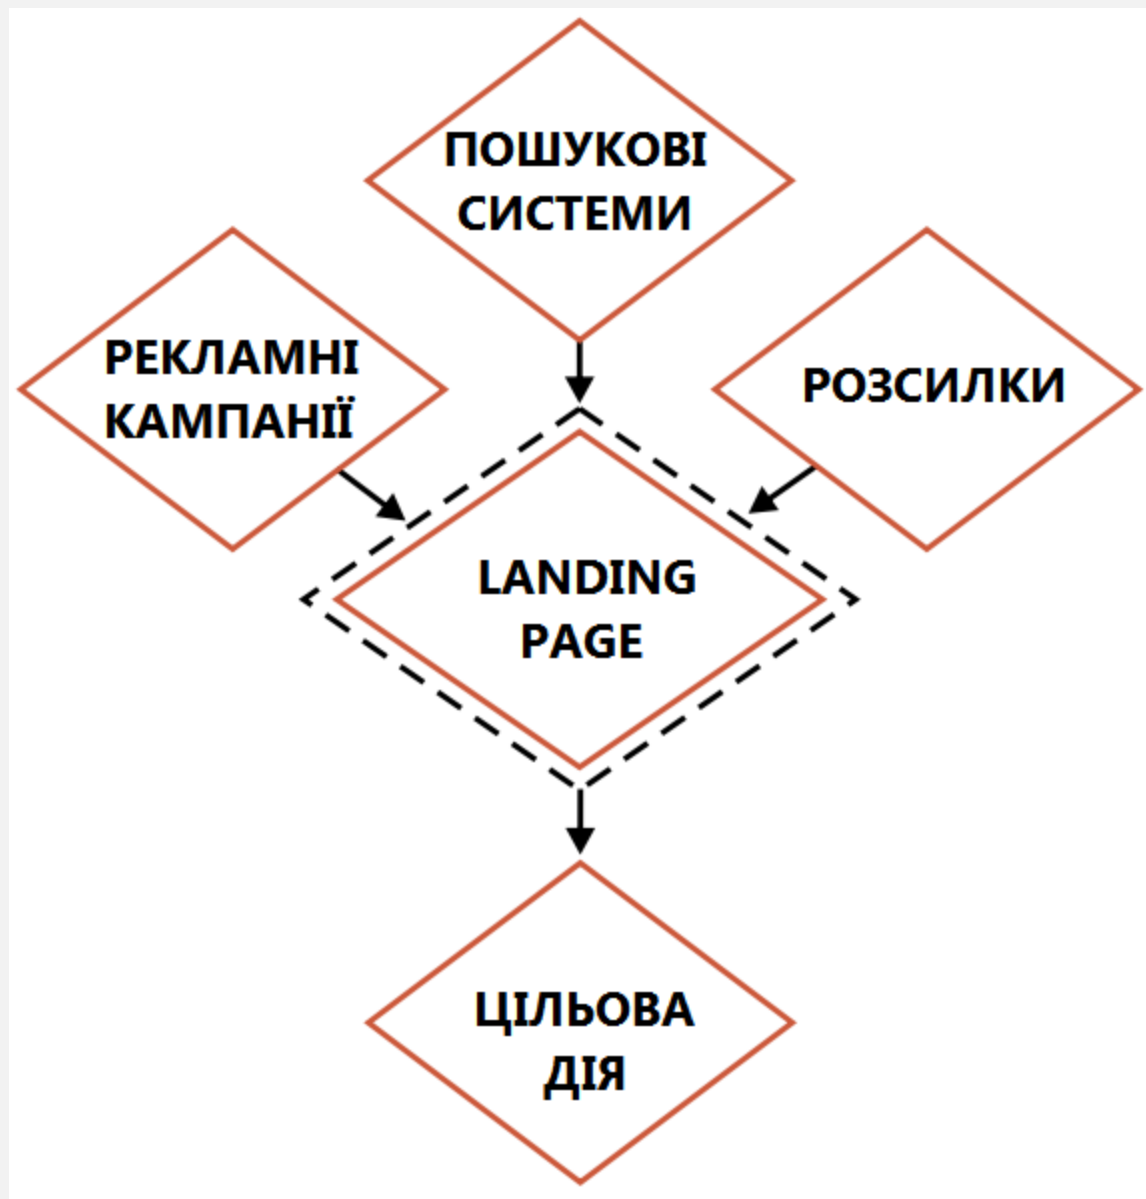 ПОШУКОВІ
СИСТЕМИ
РЕКЛАМНІ
КАМПАНІЇ
РОЗСИЛКИ
LANDING
PAGE
ЦІЛЬОВА
ДІЯ